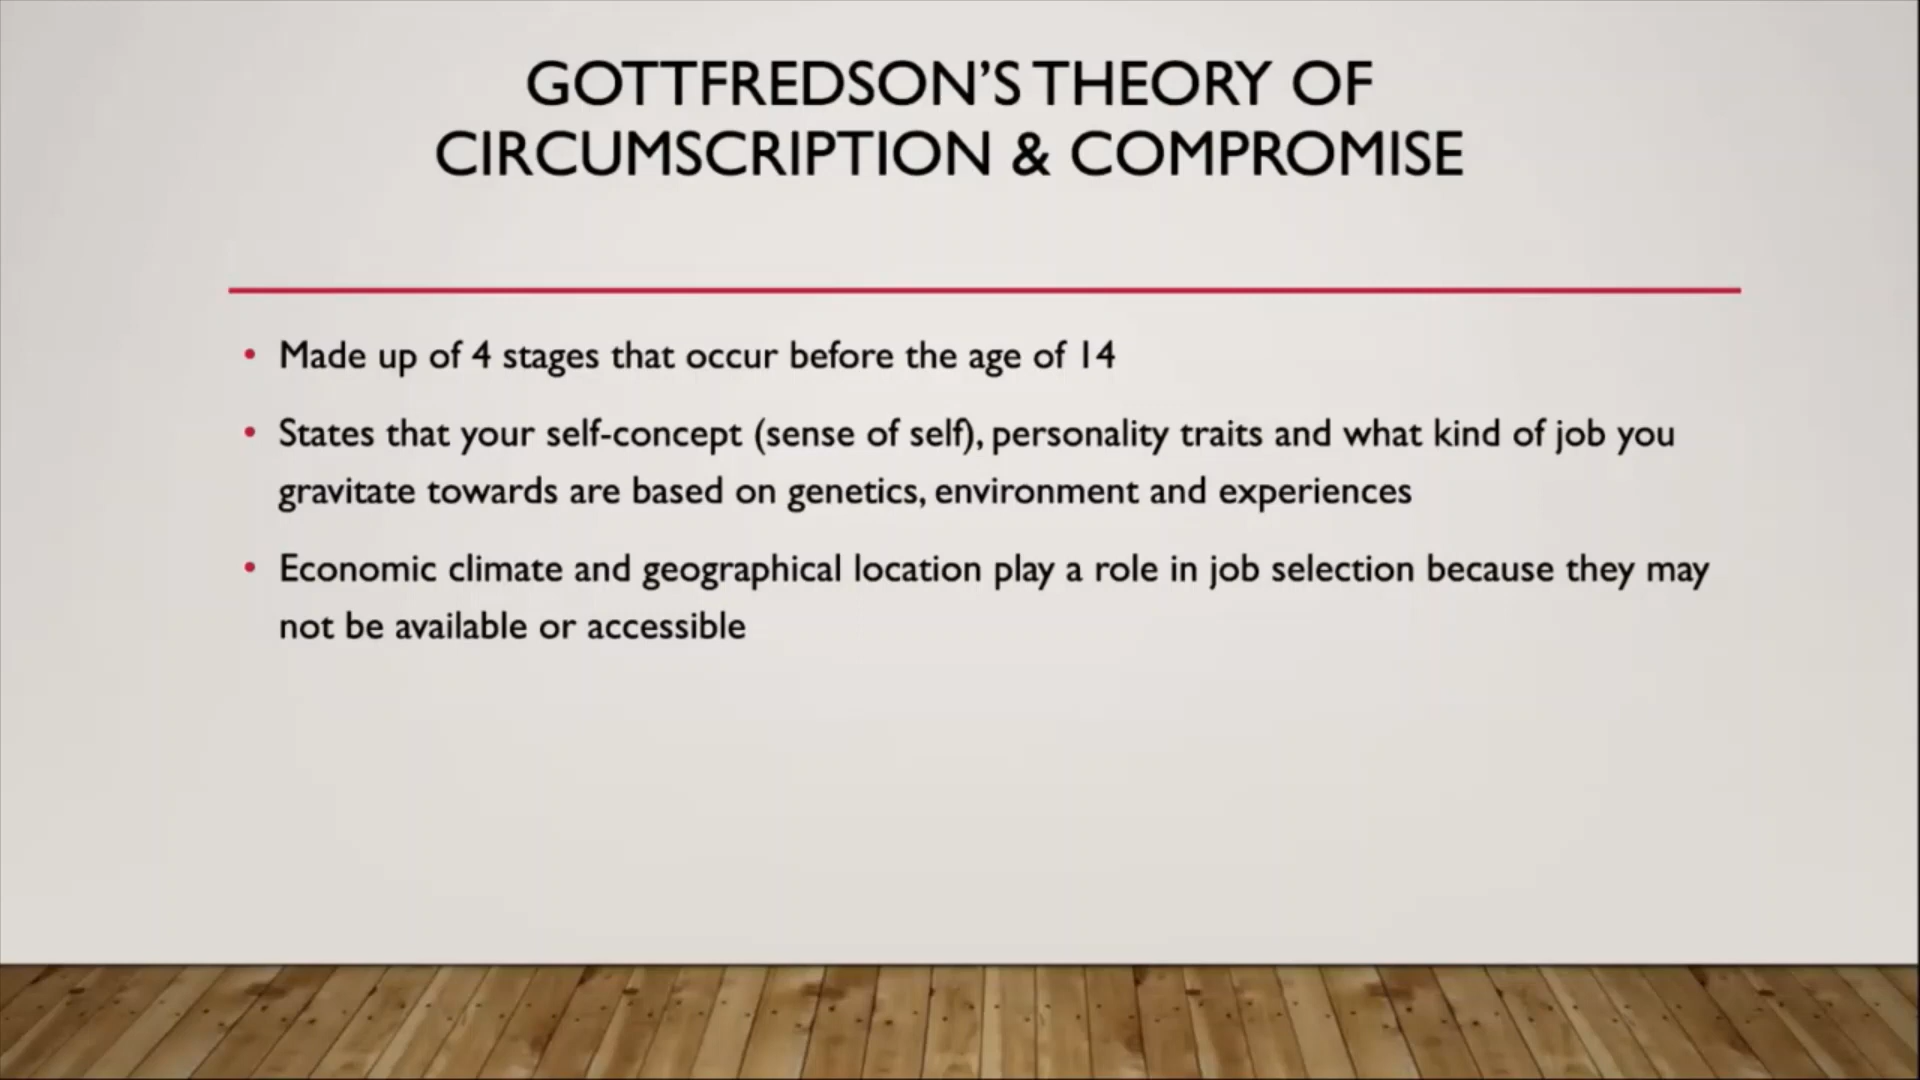 GOTTFREDSON'S THEORY OF
CIRCUMSCRIPTION & COMPROMISE
• Made up of 4 stages that occur before the age of 14
• States that your self-concept (sense of self), personality traits and what kind of job you
gravitate towards are based on genetics, environment and experiences
• Economic climate and geographical location play a role in job selection because they may
not be available or accessible